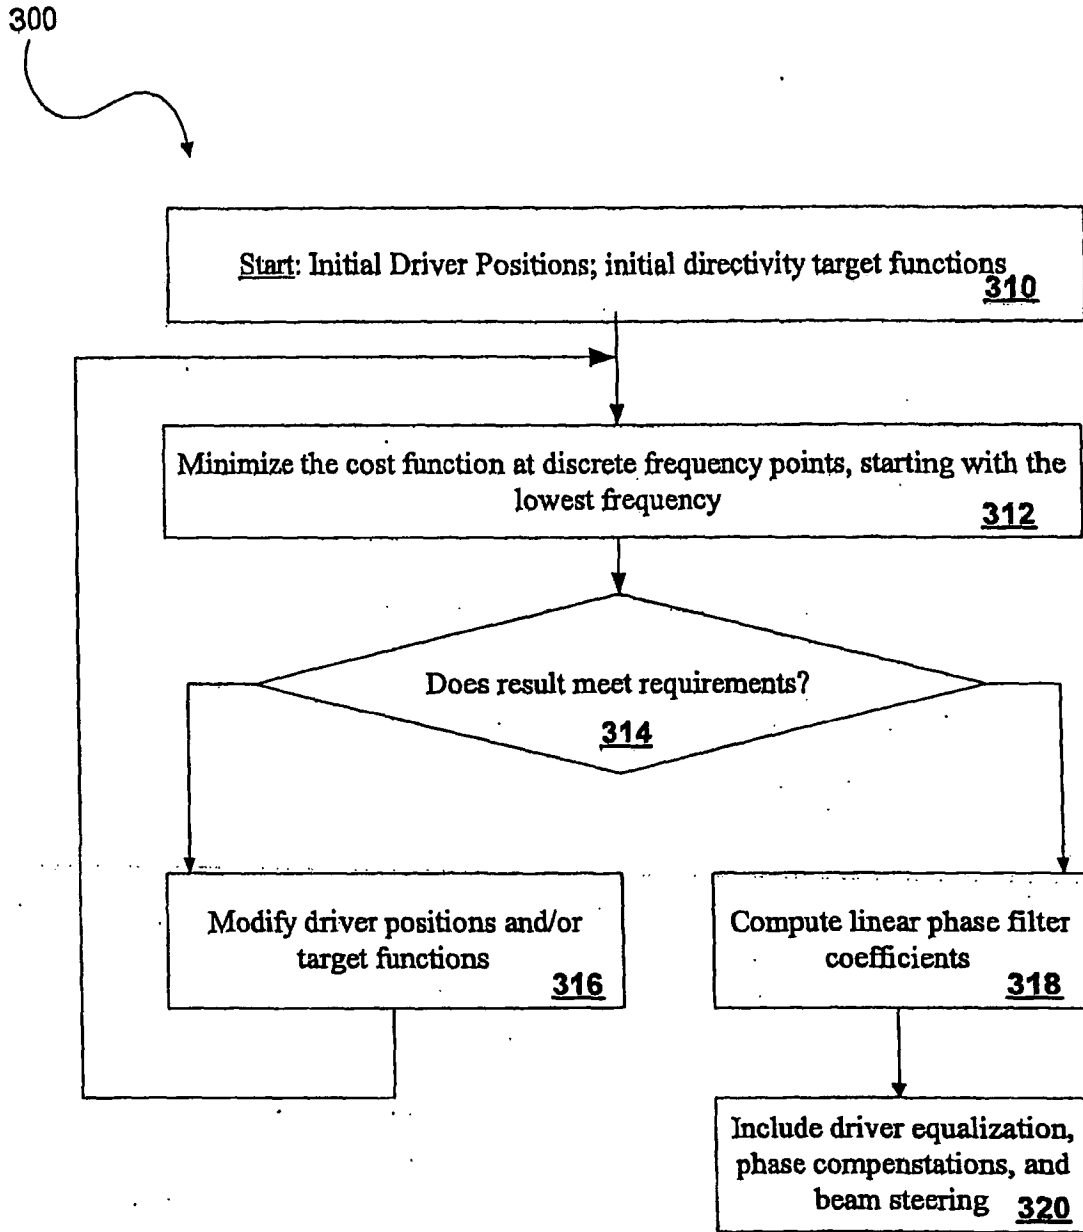 300
Start: Initial Driver Positions; initial directivity target functions
310
Minimize the cost function at discrete frequency points, starting with the
lowest frequency
312
Does result meet requirements?
314
Modify driver positions and/or
target functions
316
Compute linear phase filter
coefficients
318
Include driver equalization,
phase compenstations, and
beam steering
320